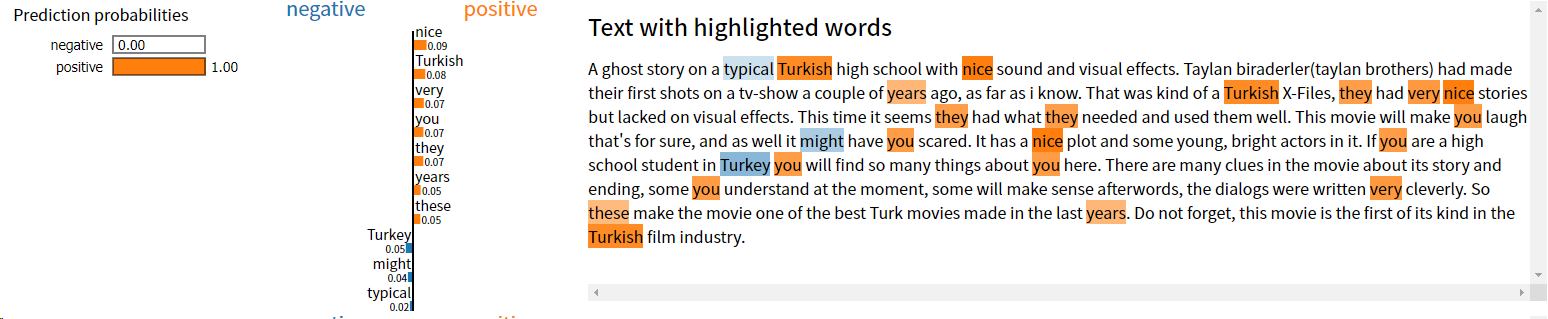 Prediction probabilities
negative 0.00
positive 1.00
negative positive
nice
0.09
Turkish
0.08
very
0.07
you
0.07
they
0.07
years
0.05
these
0.05
Turkey
0.05
might
0.04
typical
0.02
Text with highlighted words
A ghost story on a typical Turkish high school with nice sound and visual effects. Taylan biraderler(taylan brothers) had made
their first shots on a tv-show a couple of years ago, as far as i know. That was kind of a Turkish X-Files, they had very nice stories
but lacked on visual effects. This time it seems they had what they needed and used them well. This movie will make you laugh
that's for sure, and as well it might have you scared. It has a nice plot and some young, bright actors in it. If you are a high
school student in Turkey you will find so many things about you here. There are many clues in the movie about its story and
ending, some you understand at the moment, some will make sense afterwords, the dialogs were written very cleverly. So
these make the movie one of the best Turk movies made in the last years. Do not forget, this movie is the first of its kind in the
Turkish film industry.